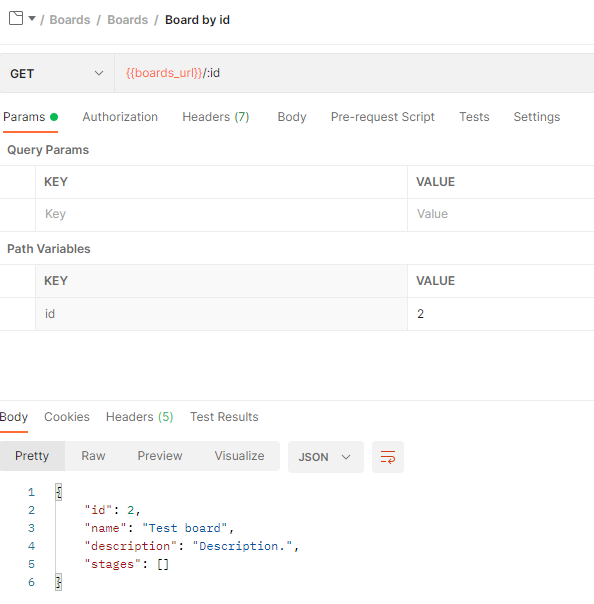 / Boards / Boards / Board by id
GET {{boards_url}}/:id
Params Authorization Headers (7) Body Pre-request Script Tests Settings
Query Params
KEY VALUE
Key Value
Path Variables
KEY VALUE
id 2
Body Cookies Headers (5) Test Results
Pretty Raw Preview Visualize JSON
1 {
2 "id": 2,
3 "name": "Test board",
4 "description": "Description.",
5 "stages": []
6 }